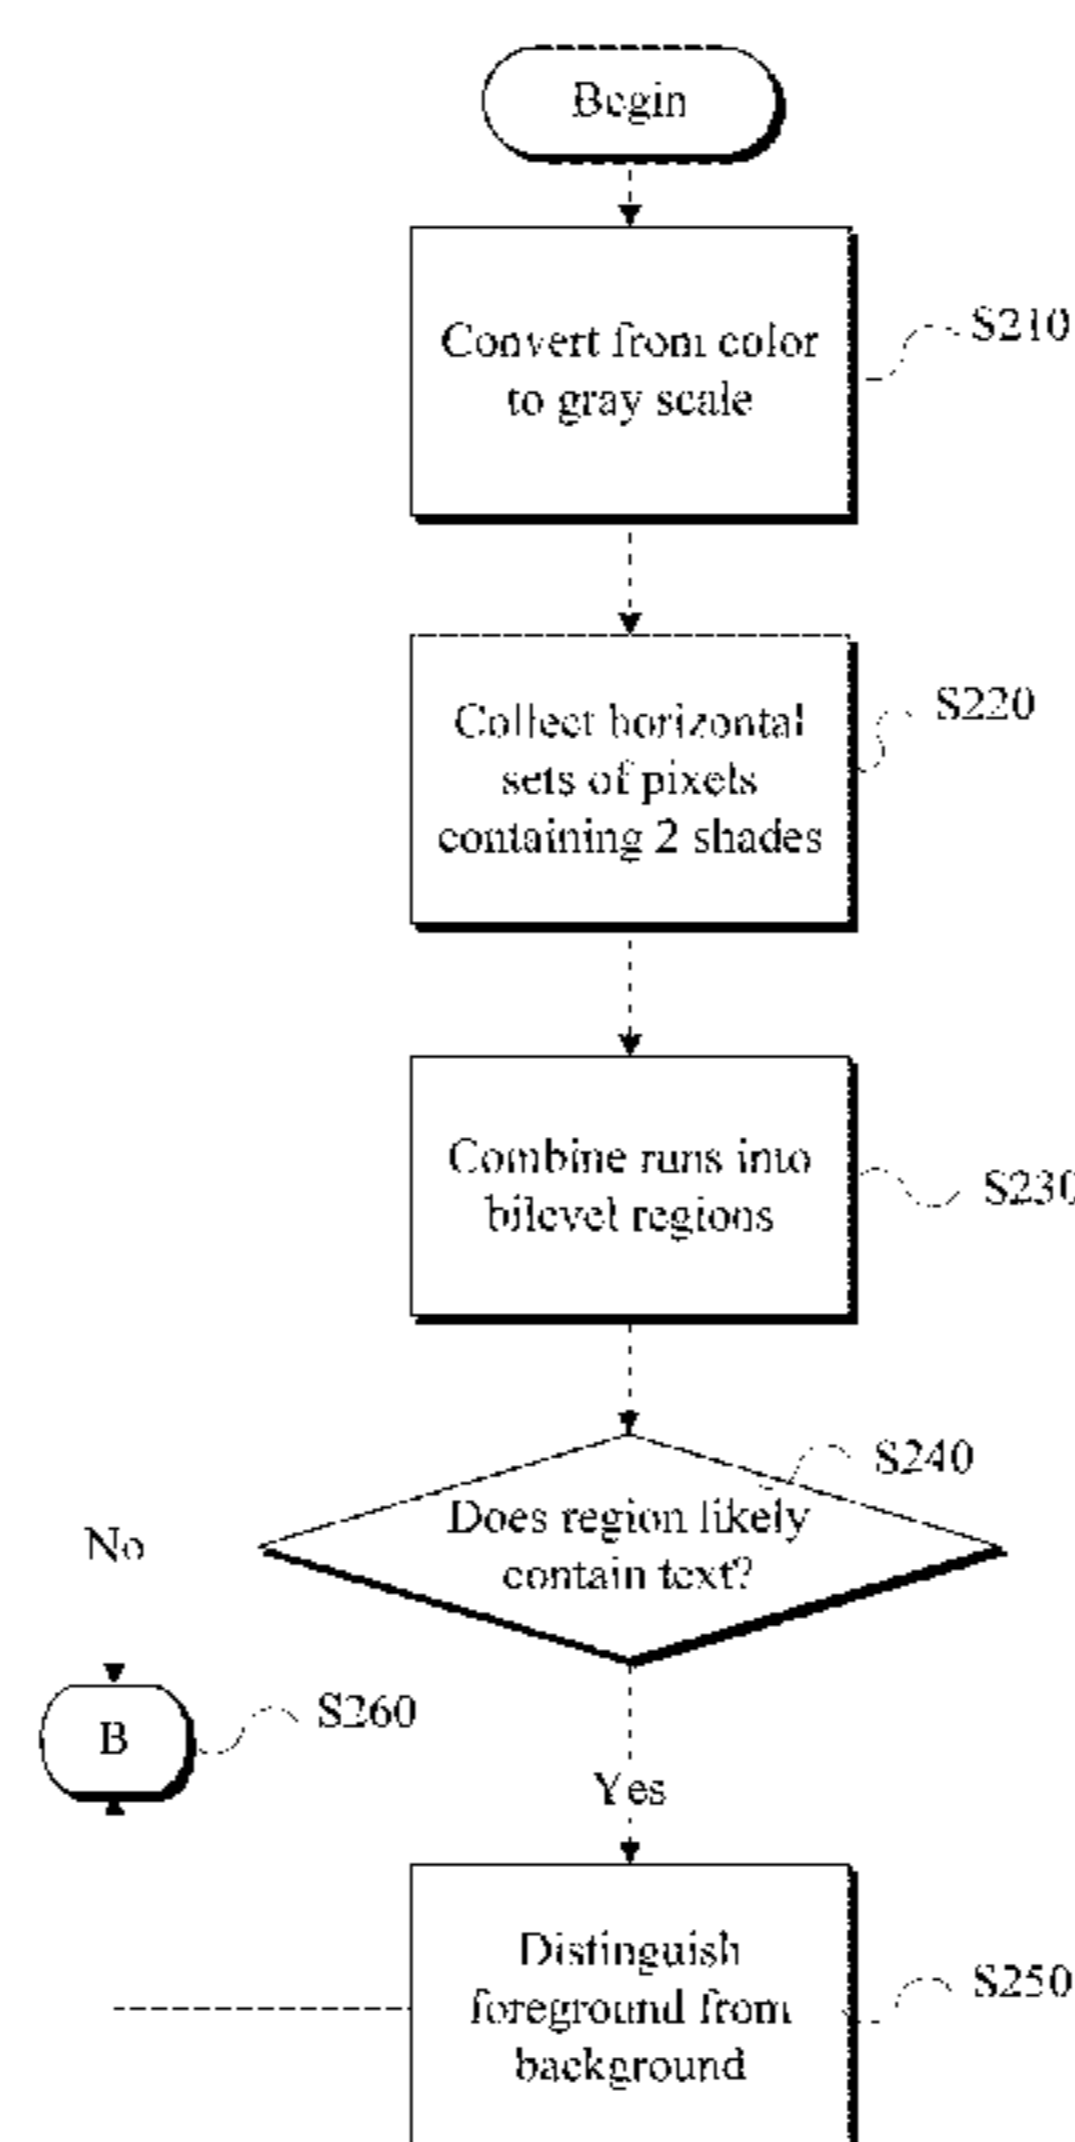 Begin
Convert from color
to gray scale
S210
Collect horizontal
sets of pixels
containing 2 shades
S220
Combine runs into
bilevel regions
S230
Does region likely
contain text?
S240
No
B
S260
Yes
Distinguish
foreground from
background
S250